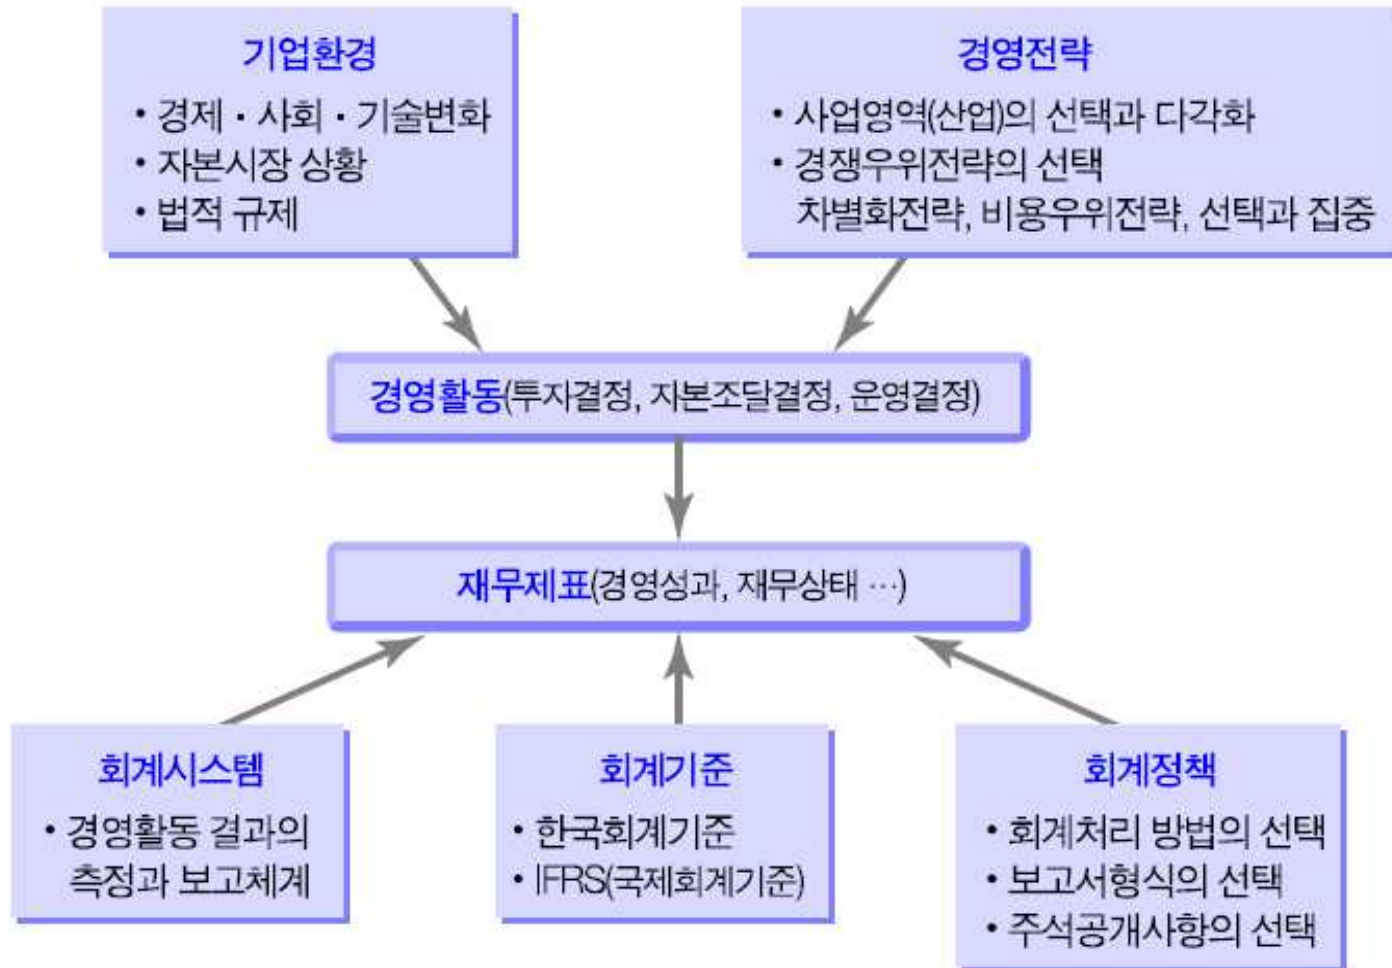 기업환경
• 경제 · 사회 · 기술변화
• 자본시장 상황
• 법적 규제
경영전략
• 사업영역(산업)의 선택과 다각화
• 경쟁우위전략의 선택
차별화전략, 비용우위전략, 선택과 집중
경영활동(투자결정, 자본조달결정, 운영결정)
재무제표(경영성과, 재무상태 …)
회계시스템
• 경영활동 결과의
측정과 보고체계
회계기준
• 한국회계기준
• IFRS(국제회계기준)
회계정책
• 회계처리 방법의 선택
• 보고서형식의 선택
• 주석공개사항의 선택